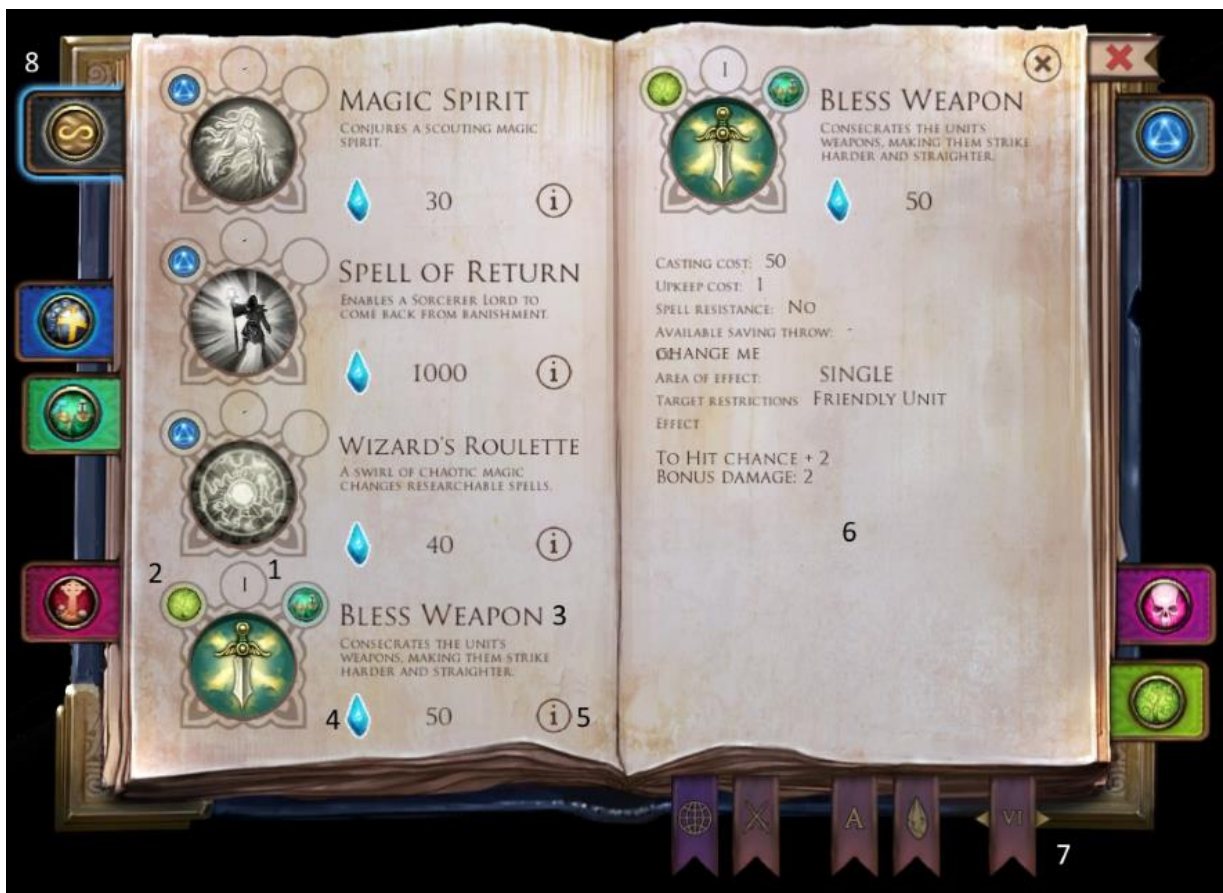 8
MAGIC SPIRIT
CONJURES A SCOUTING MAGIC
SPIRIT.
30
i
SPELL OF RETURN
ENABLES A SORCERER LORD TO
COME BACK FROM BANISHMENT.
1000
i
WIZARD'S ROULETTE
A SWIRL OF CHAOTIC MAGIC
CHANGES RESEARCHABLE SPELLS.
40
i
2
1
I
BLESS WEAPON 3
CONSECRATES THE UNIT'S
WEAPONS, MAKING THEM STRIKE
HARDER AND STRAIGHTER.
4
50
i 5
I
BLESS WEAPON
CONSECRATES THE UNIT'S
WEAPONS, MAKING THEM STRIKE
HARDER AND STRAIGHTER.
50
CASTING COST: 50
UPKEEP COST: 1
SPELL RESISTANCE: NO
AVAILABLE SAVING THROW: -
CHANGE ME
AREA OF EFFECT: SINGLE
TARGET RESTRICTIONS FRIENDLY UNIT
EFFECT
TO HIT CHANCE + 2
BONUS DAMAGE: 2
6
A
VI
7